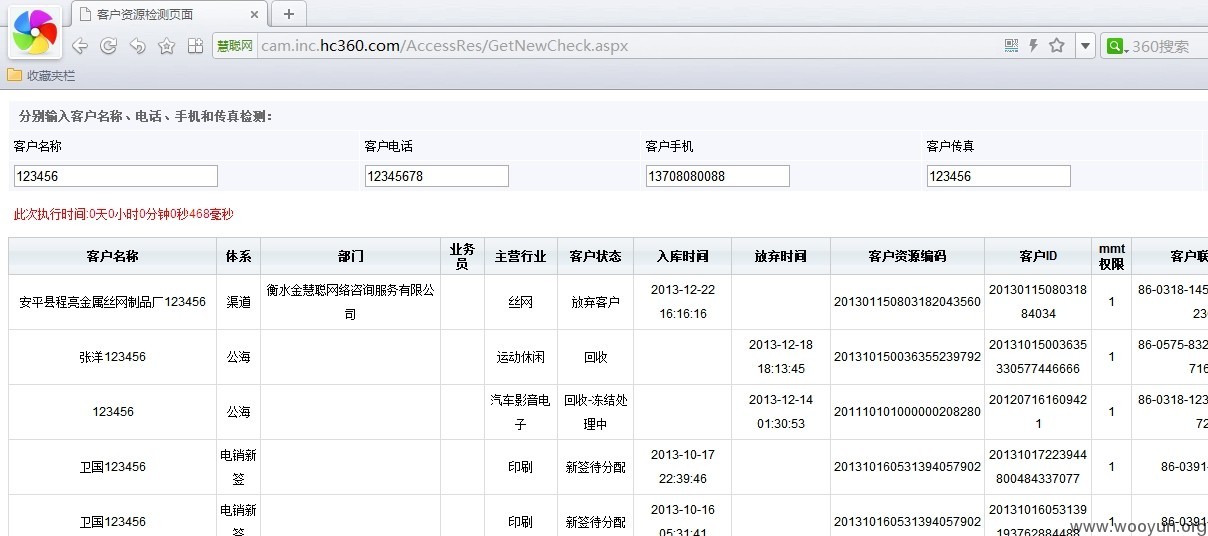 客户资源检测页面
慧聪网 cam.inc.hc360.com/AccessRes/GetNewCheck.aspx 360搜索
收藏夹栏
分别输入客户名称、电话、手机和传真检测:
客户名称 客户电话 客户手机 客户传真
123456 12345678 13708080088 123456
此次执行时间:0天0小时0分钟0秒468毫秒
客户名称 体系 部门 业务员 主营行业 客户状态 入库时间 放弃时间 客户资源编码 客户ID mmt权限 客户联
安平县程亮金属丝网制品厂123456 渠道 衡水金慧聪网络咨询服务有限公司 丝网 放弃客户 2013-12-22 16:16:16 201301150803182043560 2013011508031884034 1 86-0318-145 23
张洋123456 公海 运动休闲 回收 2013-12-18 18:13:45 201310150036355239792 20131015003635330577446666 1 86-0575-832 716
123456 公海 汽车影音电子 回收-冻结处理中 2013-12-14 01:30:53 201110101000000208280 201207161609421 1 86-0318-123 72
卫国123456 电销新签 印刷 新签待分配 2013-10-17 22:39:46 201310160531394057902 20131017223944800484337077 1 86-0391
卫国123456 电销新签 印刷 新签待分配 2013-10-16 05:31:41 201310160531394057902 20131016053139193762884488 1 86-0391
www.wooyun.org